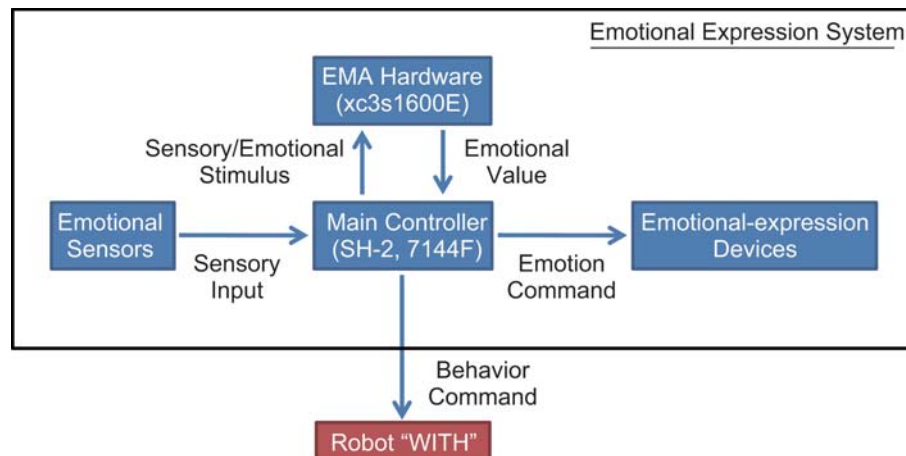 Emotional Expression System
EMA Hardware
(xc3s1600E)
Sensory/Emotional
Stimulus
Emotional
Value
Emotional
Sensors
Sensory
Input
Main Controller
(SH-2, 7144F)
Emotion
Command
Emotional-expression
Devices
Behavior
Command
Robot “WITH”